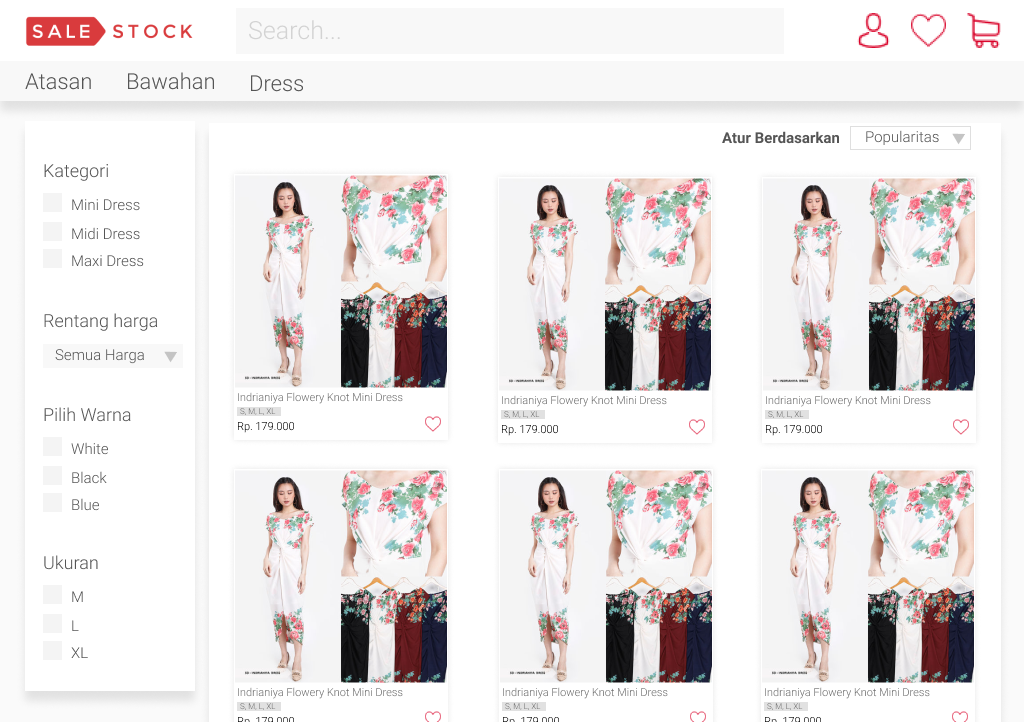 SALE STOCK
Search...
Atasan Bawahan Dress
Atur Berdasarkan Popularitas
Kategori
Mini Dress
Midi Dress
Maxi Dress
Rentang harga
Semua Harga
Pilih Warna
White
Black
Blue
Ukuran
M
L
XL
Indrianiya Flowery Knot Mini Dress
S, M, L, XL
Rp. 179.000
Indrianiya Flowery Knot Mini Dress
S, M, L, XL
Rp. 179.000
Indrianiya Flowery Knot Mini Dress
S, M, L, XL
Rp. 179.000
Indrianiya Flowery Knot Mini Dress
S, M, L, XL
Rp. 179.000
Indrianiya Flowery Knot Mini Dress
S, M, L, XL
Rp. 179.000
Indrianiya Flowery Knot Mini Dress
S, M, L, XL
Rp. 179.000